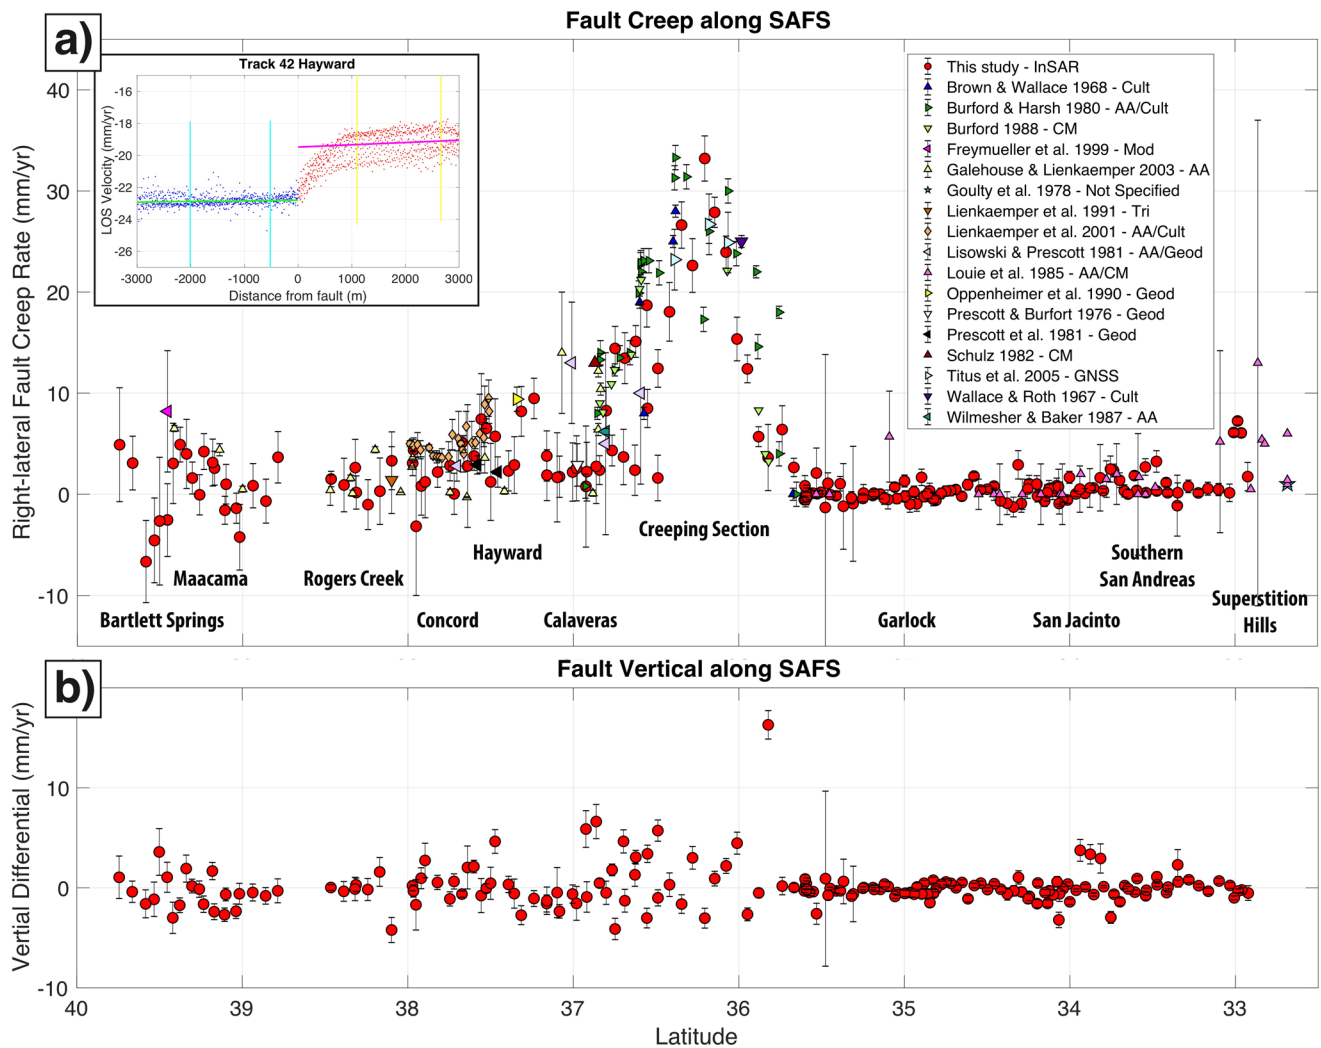 Fault Creep along SAFS
a)
Right-lateral Fault Creep Rate (mm/yr)
40
30
20
10
0
-10
Track 42 Hayward
LOS Velocity (mm/yr)
-16
-18
-20
-22
-24
-26
-3000 -2000 -1000 0 1000 2000 3000
Distance from fault (m)
This study - InSAR
Brown & Wallace 1968 - Cult
Burford & Harsh 1980 - AA/Cult
Burford 1988 - CM
Freymueller et al. 1999 - Mod
Galehouse & Lienkaemper 2003 - AA
Goulty et al. 1978 - Not Specified
Lienkaemper et al. 1991 - Tri
Lienkaemper et al. 2001 - AA/Cult
Lisowski & Prescott 1981 - AA/Geod
Louie et al. 1985 - AA/CM
Oppenheimer et al. 1990 - Geod
Prescott & Burfort 1976 - Geod
Prescott et al. 1981 - Geod
Schulz 1982 - CM
Titus et al. 2005 - GNSS
Wallace & Roth 1967 - Cult
Wilmesher & Baker 1987 - AA
Bartlett Springs
Maacama
Rogers Creek
Concord
Hayward
Calaveras
Creeping Section
Garlock
San Jacinto
Southern
San Andreas
Superstition
Hills
b)
Fault Vertical along SAFS
Vertial Differential (mm/yr)
10
0
-10
40 39 38 37 36 35 34 33
Latitude